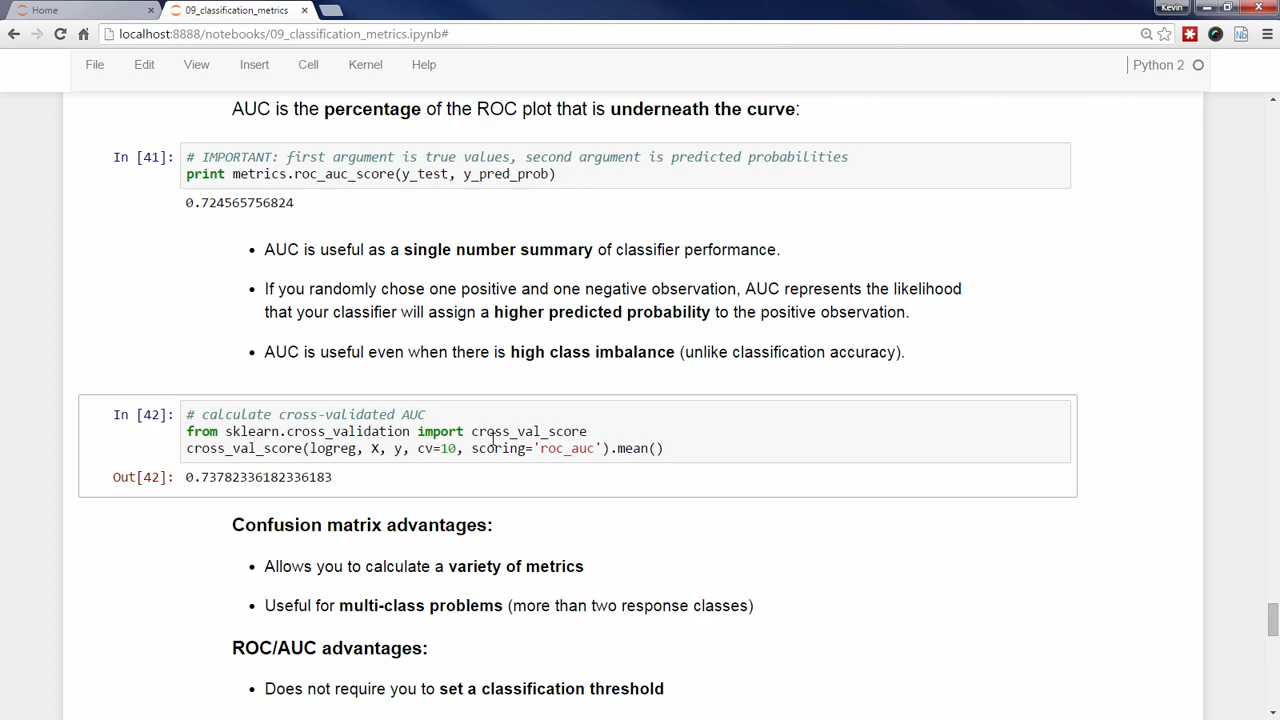 Home
09_classification_metrics
Kevin
localhost:8888/notebooks/09_classification_metrics.ipynb#
File Edit View Insert Cell Kernel Help Python 2
AUC is the percentage of the ROC plot that is underneath the curve:
In [41]: # IMPORTANT: first argument is true values, second argument is predicted probabilities
print metrics.roc_auc_score(y_test, y_pred_prob)
0.724565756824
• AUC is useful as a single number summary of classifier performance.
• If you randomly chose one positive and one negative observation, AUC represents the likelihood
that your classifier will assign a higher predicted probability to the positive observation.
• AUC is useful even when there is high class imbalance (unlike classification accuracy).
In [42]: # calculate cross-validated AUC
from sklearn.cross_validation import cross_val_score
cross_val_score(logreg, X, y, cv=10, scoring='roc_auc').mean()
Out[42]: 0.73782336182336183
Confusion matrix advantages:
• Allows you to calculate a variety of metrics
• Useful for multi-class problems (more than two response classes)
ROC/AUC advantages:
• Does not require you to set a classification threshold